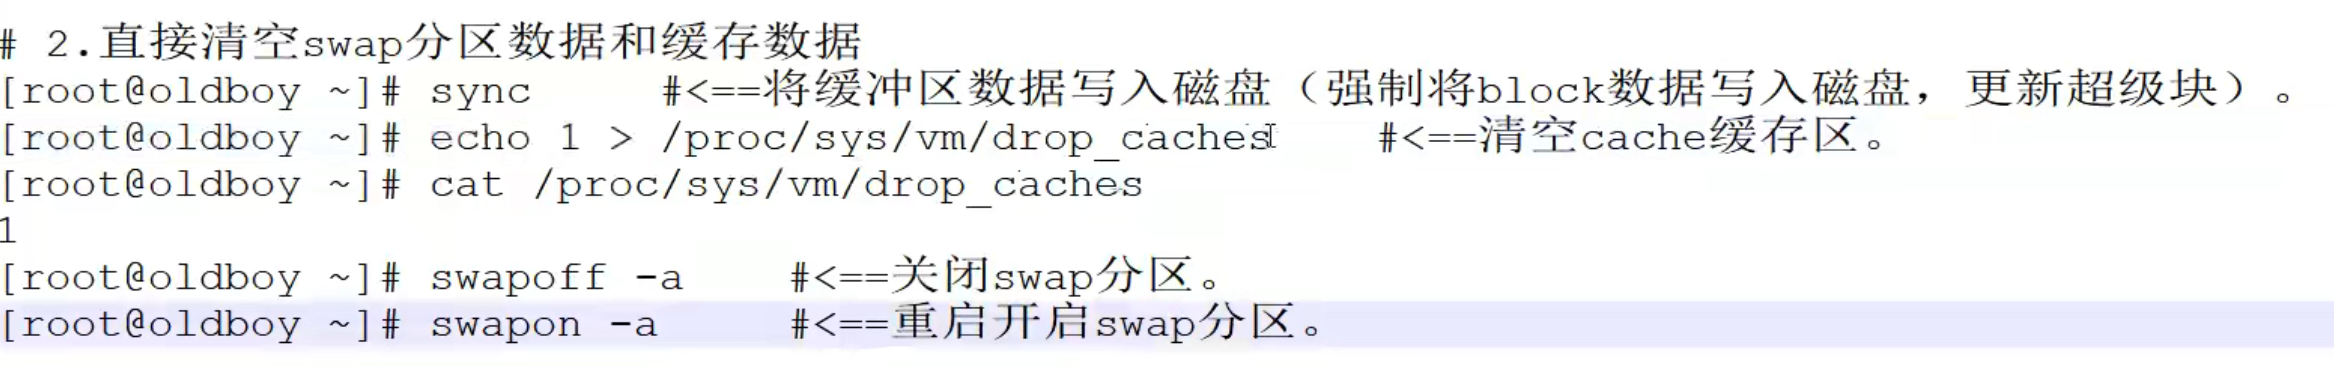 # 2.直接清空swap分区数据和缓存数据
[root@oldboy ~]# sync     #<==将缓冲区数据写入磁盘（强制将block数据写入磁盘，更新超级块）。
[root@oldboy ~]# echo 1 > /proc/sys/vm/drop_caches    #<==清空cache缓存区。
[root@oldboy ~]# cat /proc/sys/vm/drop_caches
1
[root@oldboy ~]# swapoff -a    #<==关闭swap分区。
[root@oldboy ~]# swapon -a     #<==重启开启swap分区。